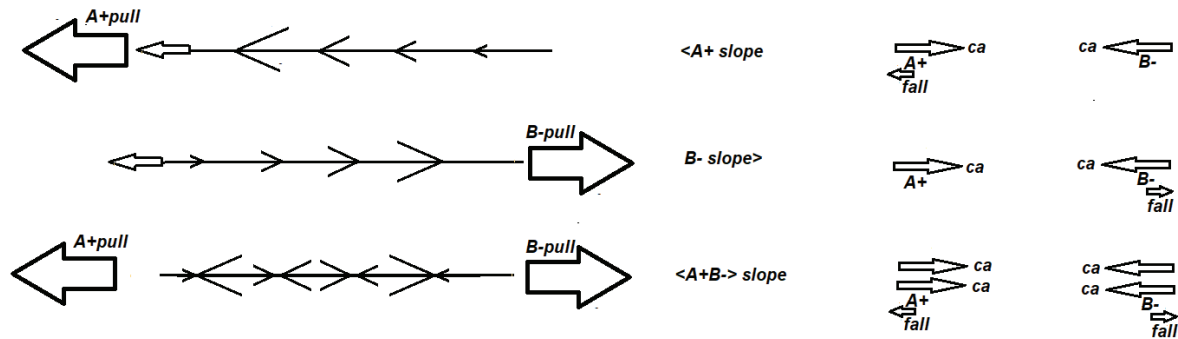 A+pull <A+ slope ca ca
A+ B-
fall
B-pull B- slope> ca ca
A+ B-
fall
A+pull B-pull <A+B-> slope ca ca
ca ca
A+ B-
fall fall